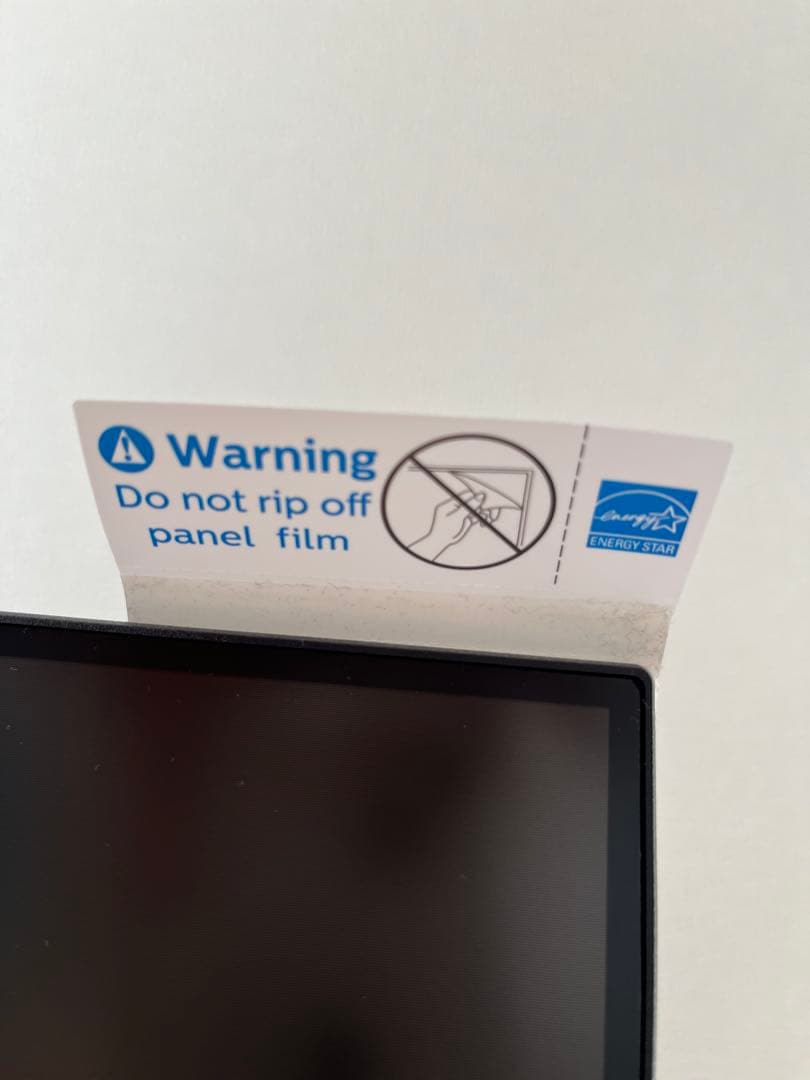 Warning
Do not rip off
panel film
energy
ENERGY STAR